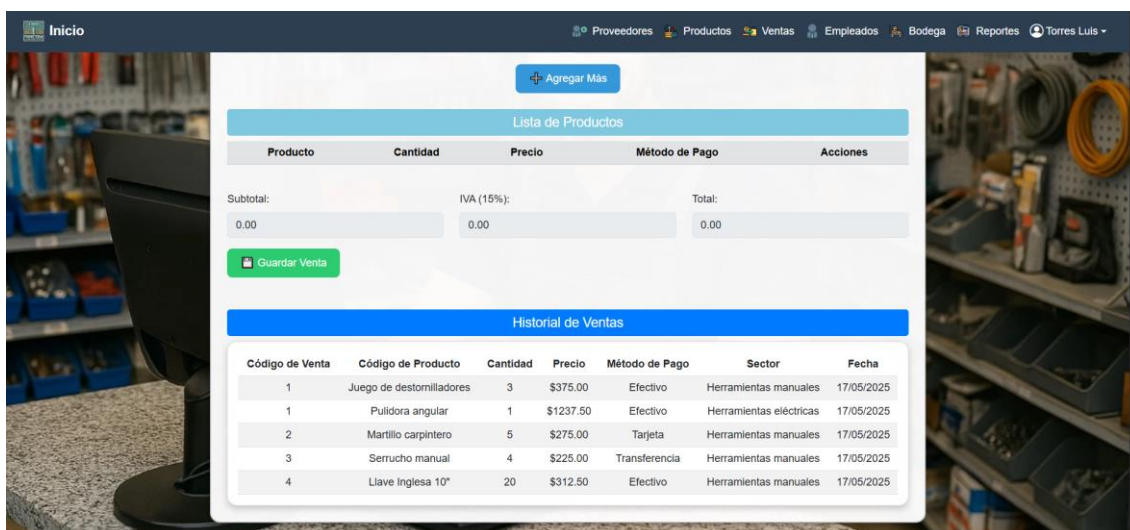 Inicio Proveedores Productos Ventas Empleados Bodega Reportes Torres Luis
Agregar Más
Lista de Productos
Producto Cantidad Precio Método de Pago Acciones
Subtotal: IVA (15%): Total:
0.00 0.00 0.00
Guardar Venta
Historial de Ventas
Código de Venta Código de Producto Cantidad Precio Método de Pago Sector Fecha
1 Juego de destornilladores 3 $375.00 Efectivo Herramientas manuales 17/05/2025
1 Pulidora angular 1 $1237.50 Efectivo Herramientas eléctricas 17/05/2025
2 Martillo carpintero 5 $275.00 Tarjeta Herramientas manuales 17/05/2025
3 Serrucho manual 4 $225.00 Transferencia Herramientas manuales 17/05/2025
4 Llave Inglesa 10" 20 $312.50 Efectivo Herramientas manuales 17/05/2025